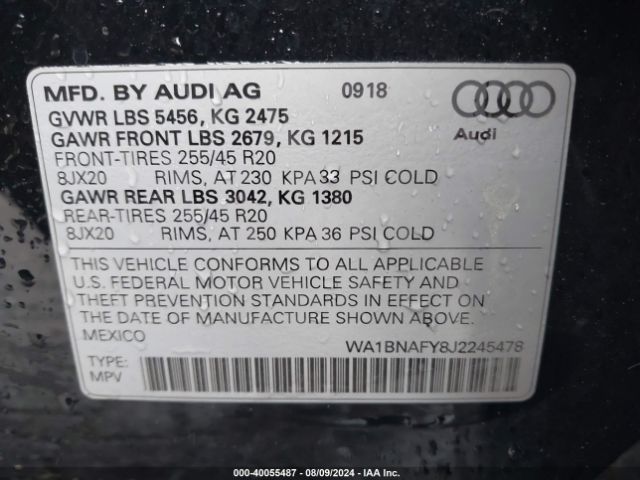 MFD. BY AUDI AG 0918
GVWR LBS 5456, KG 2475
GAWR FRONT LBS 2679, KG 1215
Audi
FRONT-TIRES 255/45 R20
8JX20 RIMS, AT 230 KPA 33 PSI COLD
GAWR REAR LBS 3042, KG 1380
REAR-TIRES 255/45 R20
8JX20 RIMS, AT 250 KPA 36 PSI COLD
THIS VEHICLE CONFORMS TO ALL APPLICABLE
U.S. FEDERAL MOTOR VEHICLE SAFETY AND
THEFT PREVENTION STANDARDS IN EFFECT ON
THE DATE OF MANUFACTURE SHOWN ABOVE.
MEXICO
WA1BNAFY8J2245478
TYPE:
MPV
000-40055487 - 08/09/2024 - IAA Inc.